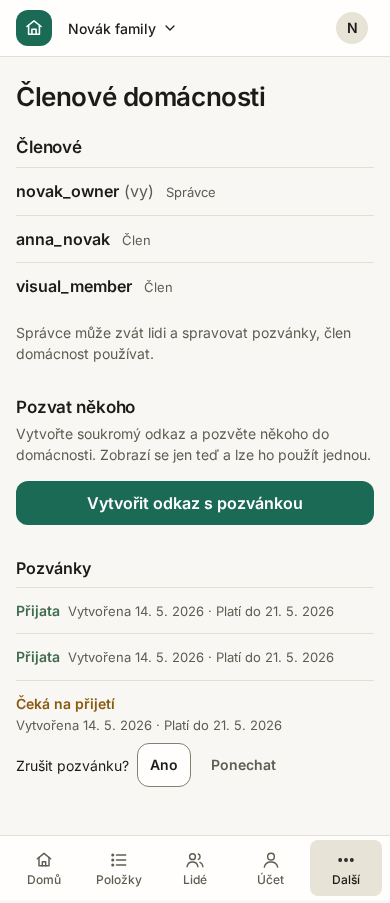 Novák family
N
Členové domácnosti
Členové
novak_owner (vy) Správce
anna_novak Člen
visual_member Člen
Správce může zvát lidi a spravovat pozvánky, člen
domácnost používat.
Pozvat někoho
Vytvořte soukromý odkaz a pozvěte někoho do
domácnosti. Zobrazí se jen teď a lze ho použít jednou.
Vytvořit odkaz s pozvánkou
Pozvánky
Přijata Vytvořena 14. 5. 2026 · Platí do 21. 5. 2026
Přijata Vytvořena 14. 5. 2026 · Platí do 21. 5. 2026
Čeká na přijetí
Vytvořena 14. 5. 2026 · Platí do 21. 5. 2026
Zrušit pozvánku? Ano Ponechat
Domů Položky Lidé Účet Další